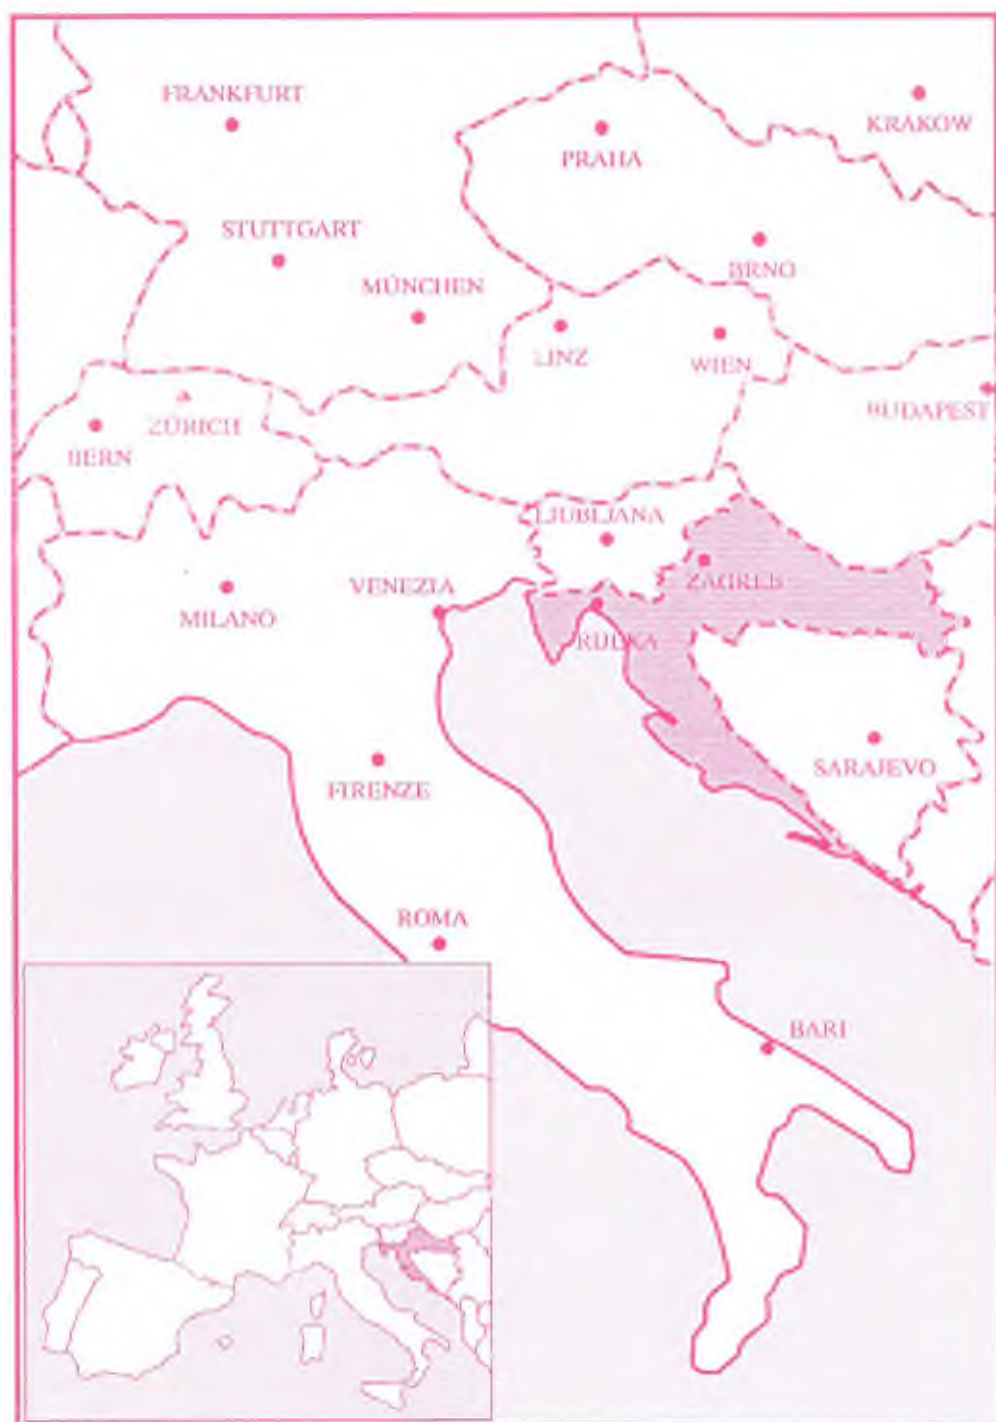 FRANKFURT
KRAKOW
PRAHA
STUTTGART
BRNO
MÜNCHEN
LINZ
WIEN
BUDAPEST
ZÜRICH
BERN
LJUBLJANA
ZAGREB
VENEZIA
MILANO
RIJEKA
SARAJEVO
FIRENZE
ROMA
BARI